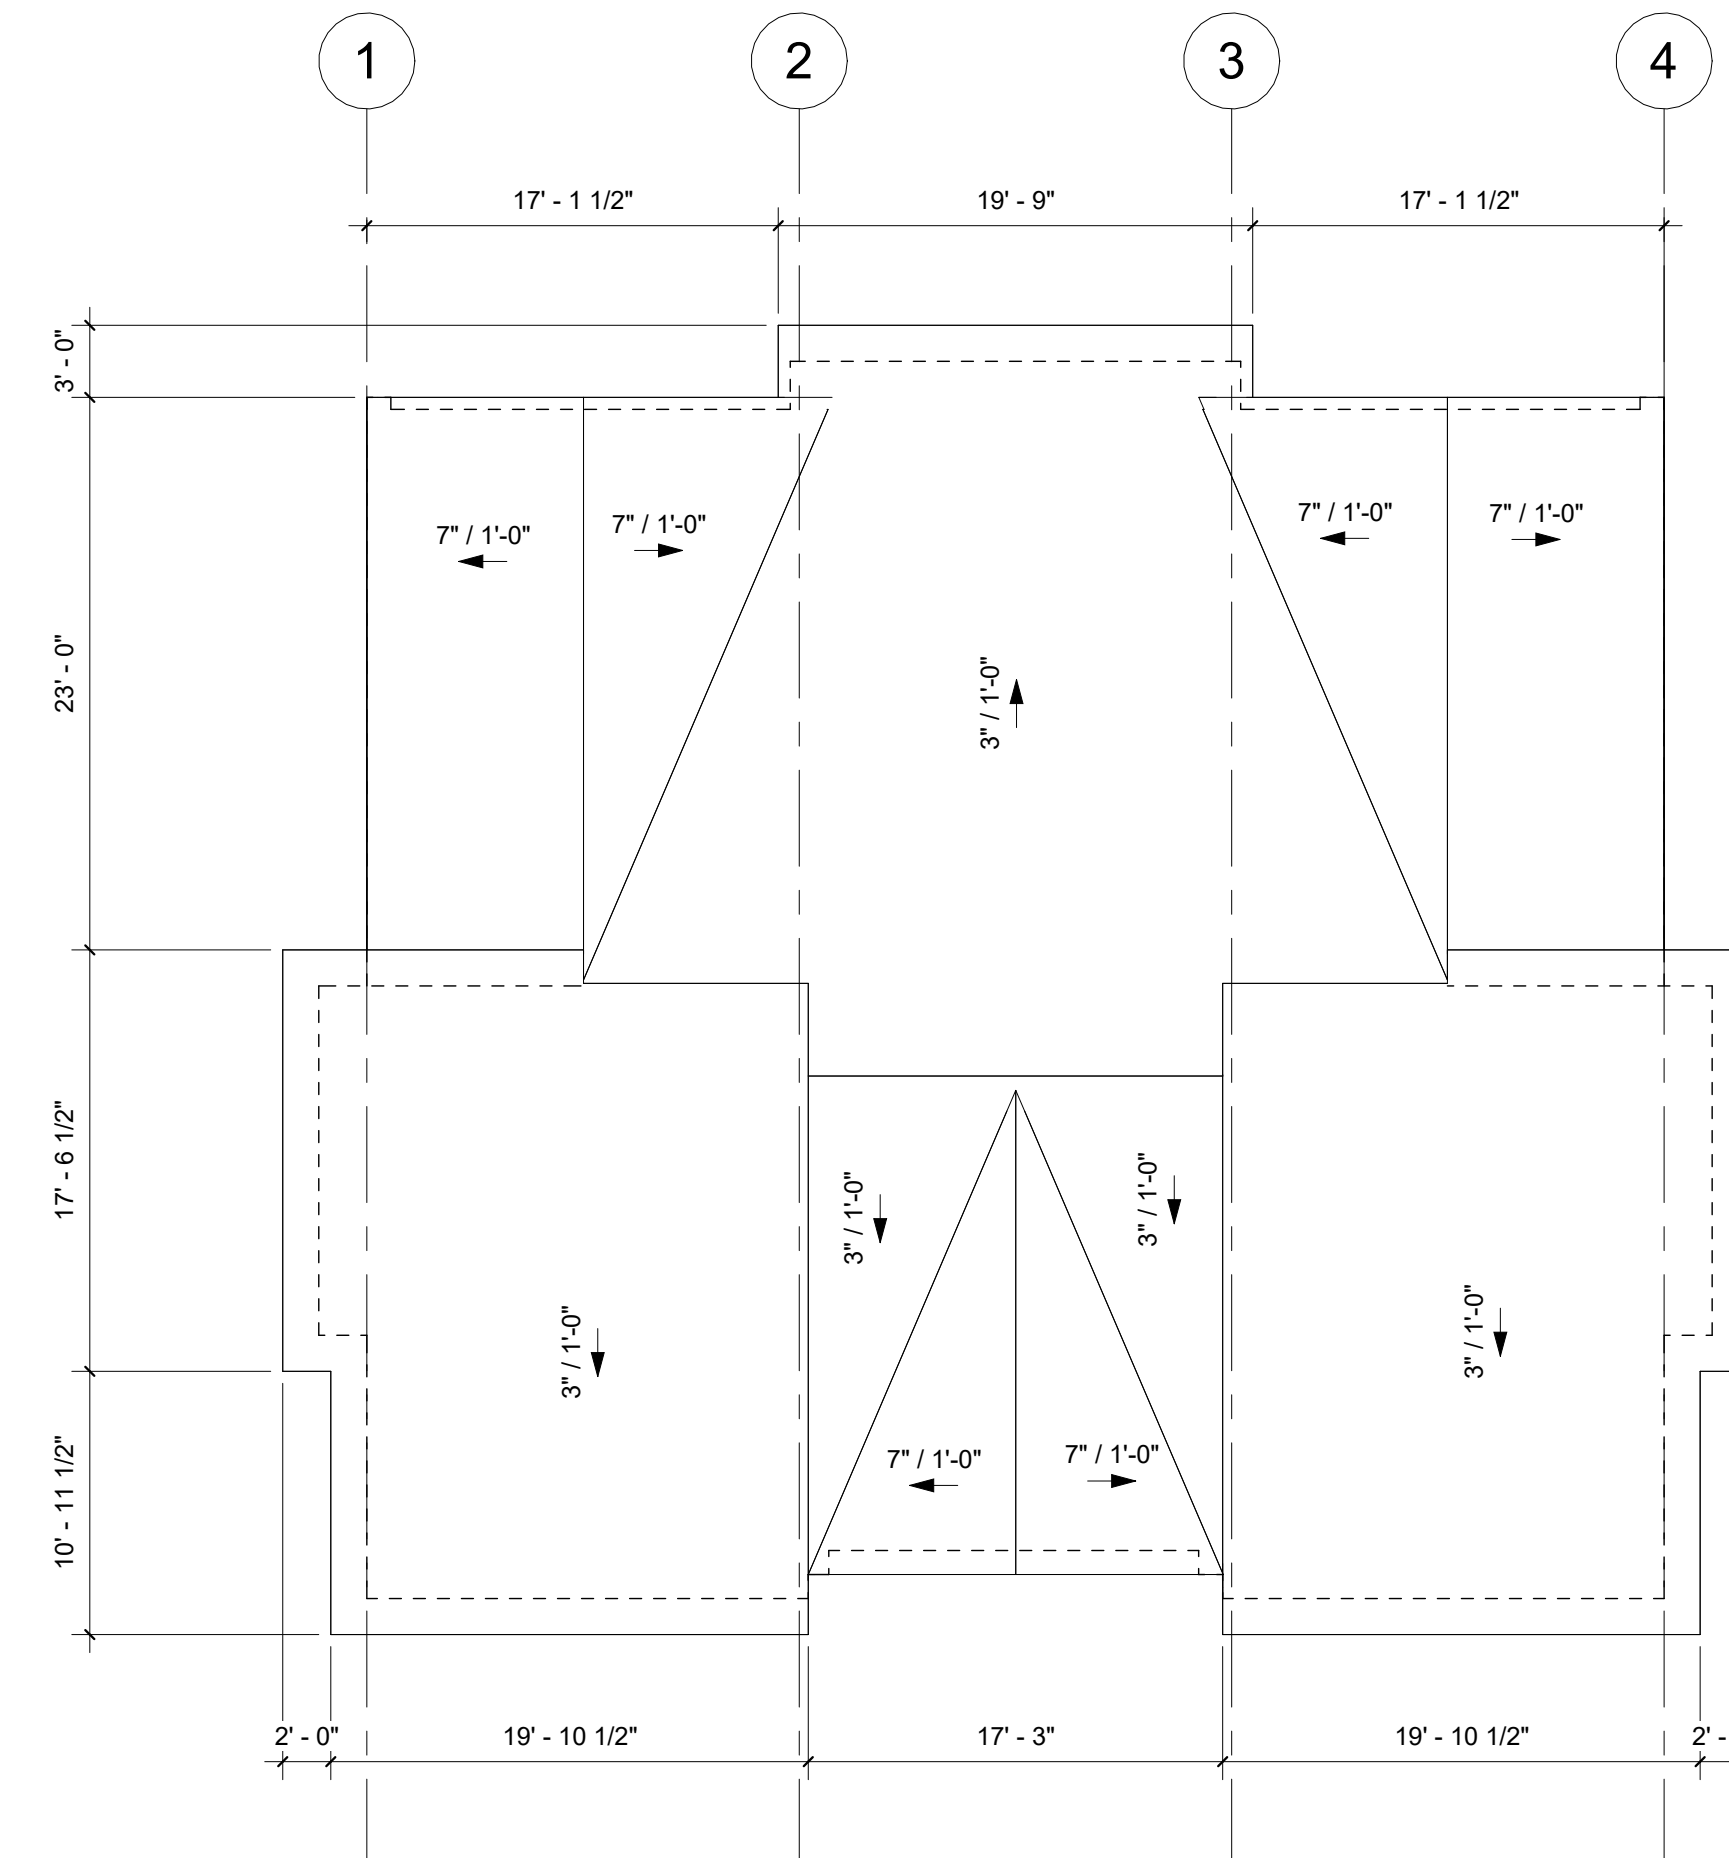 1
2
3
4
17' - 1 1/2"
19' - 9"
17' - 1 1/2"
3' - 0"
23' - 0"
17' - 6 1/2"
10' - 11 1/2"
7" / 1'-0"
7" / 1'-0"
7" / 1'-0"
7" / 1'-0"
3" / 1'-0"
3" / 1'-0"
3" / 1'-0"
3" / 1'-0"
3" / 1'-0"
7" / 1'-0"
7" / 1'-0"
2' - 0"
19' - 10 1/2"
17' - 3"
19' - 10 1/2"
2' -